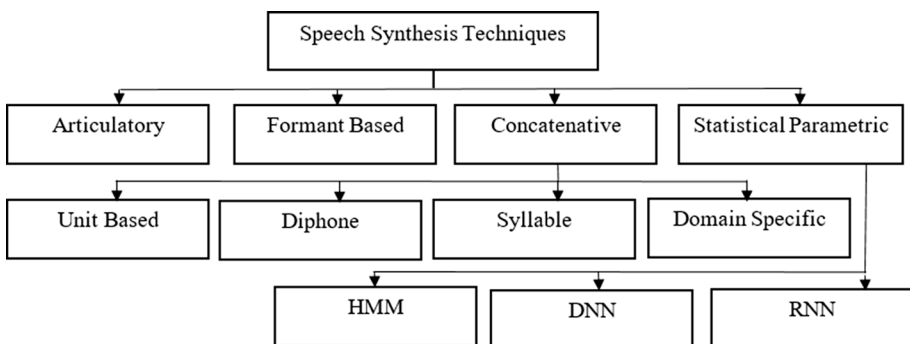 Speech Synthesis Techniques
Articulatory
Formant Based
Concatenative
Statistical Parametric
Unit Based
Diphone
Syllable
Domain Specific
HMM
DNN
RNN